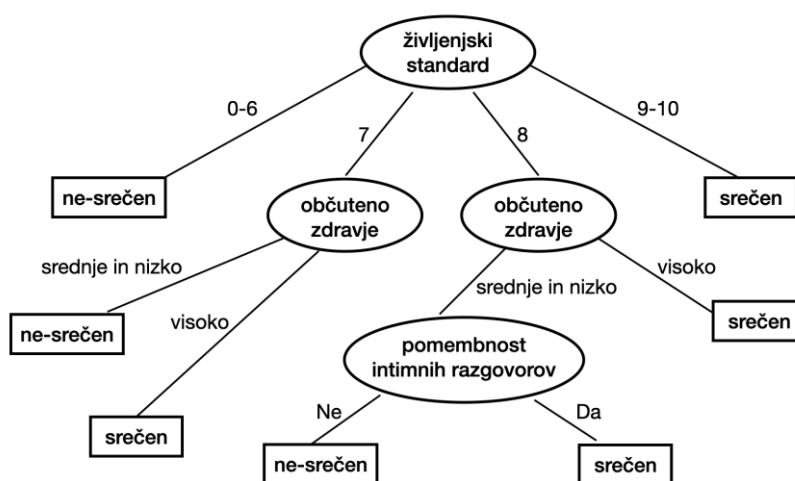 življenjski
standard
0-6
7
8
9-10
ne-srečen
občuteno
zdravje
občuteno
zdravje
srečen
srednje in nizko
visoko
srednje in nizko
visoko
ne-srečen
srečen
pomembnost
intimnih razgovorov
Ne
Da
srečen
ne-srečen
srečen